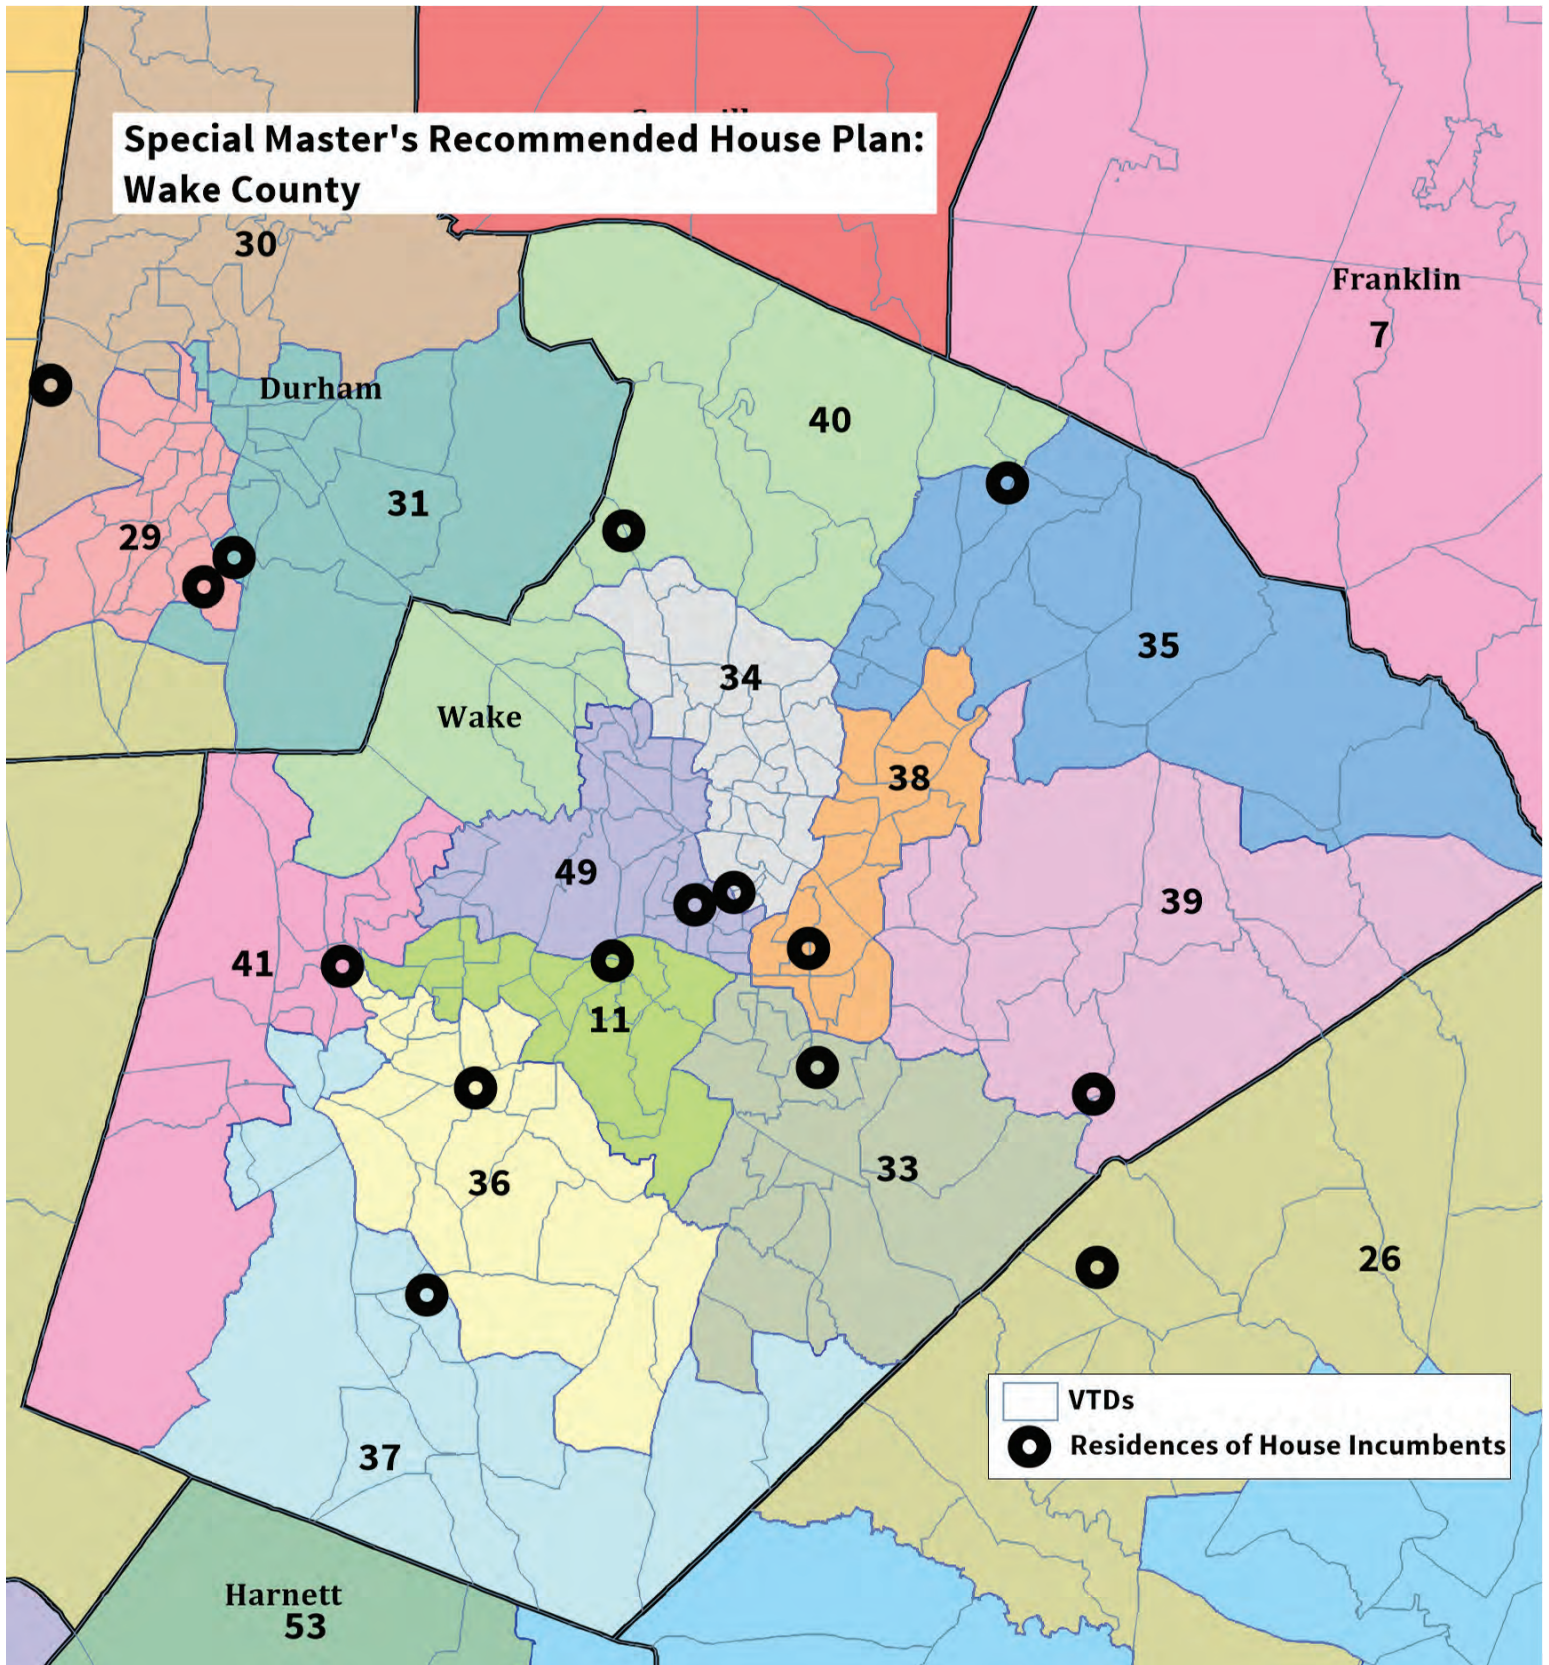 Special Master's Recommended House Plan:
Wake County
30
Franklin
7
Durham
40
31
29
35
34
Wake
38
49
39
41
11
33
36
26
VTDs
Residences of House Incumbents
37
Harnett
53